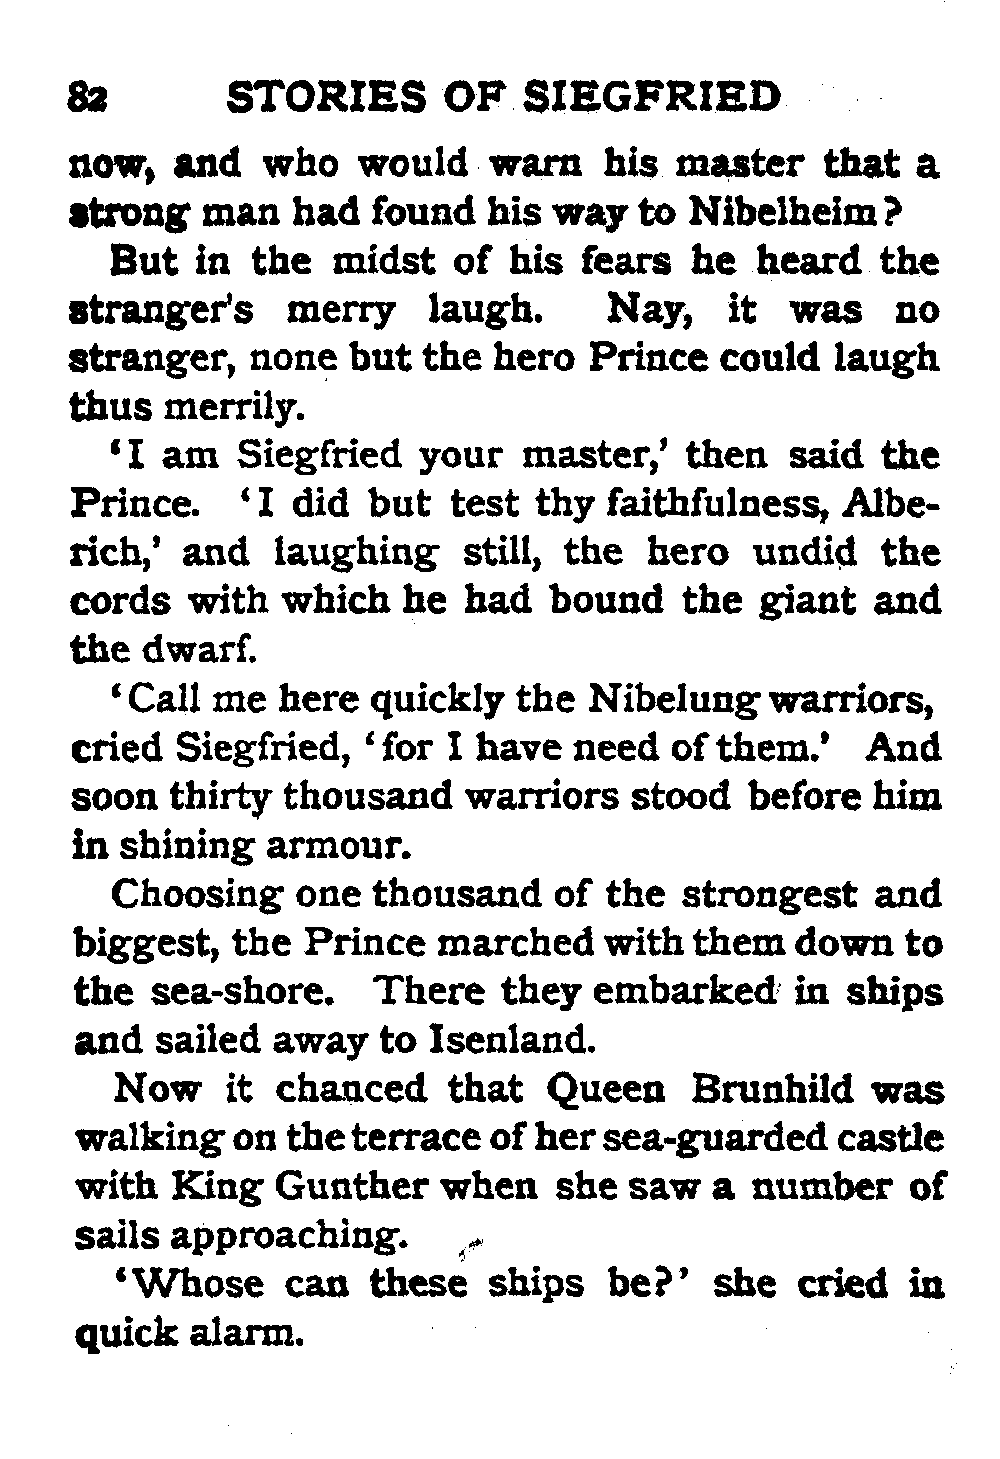 82 STORIES OF SIEGFRIED
now, and who would warn his master that a
strong man had found his way to Nibelheim?
But in the midst of his fears he heard the
stranger's merry laugh. Nay, it was no
stranger, none but the hero Prince could laugh
thus merrily.
‘I am Siegfried your master,’ then said the
Prince. ‘I did but test thy faithfulness, Albe-
rich,’ and laughing still, the hero undid the
cords with which he had bound the giant and
the dwarf.
‘Call me here quickly the Nibelung warriors,
cried Siegfried, ‘for I have need of them.’ And
soon thirty thousand warriors stood before him
in shining armour.
Choosing one thousand of the strongest and
biggest, the Prince marched with them down to
the sea-shore. There they embarked in ships
and sailed away to Isenland.
Now it chanced that Queen Brunhild was
walking on the terrace of her sea-guarded castle
with King Gunther when she saw a number of
sails approaching.
‘Whose can these ships be?’ she cried in
quick alarm.